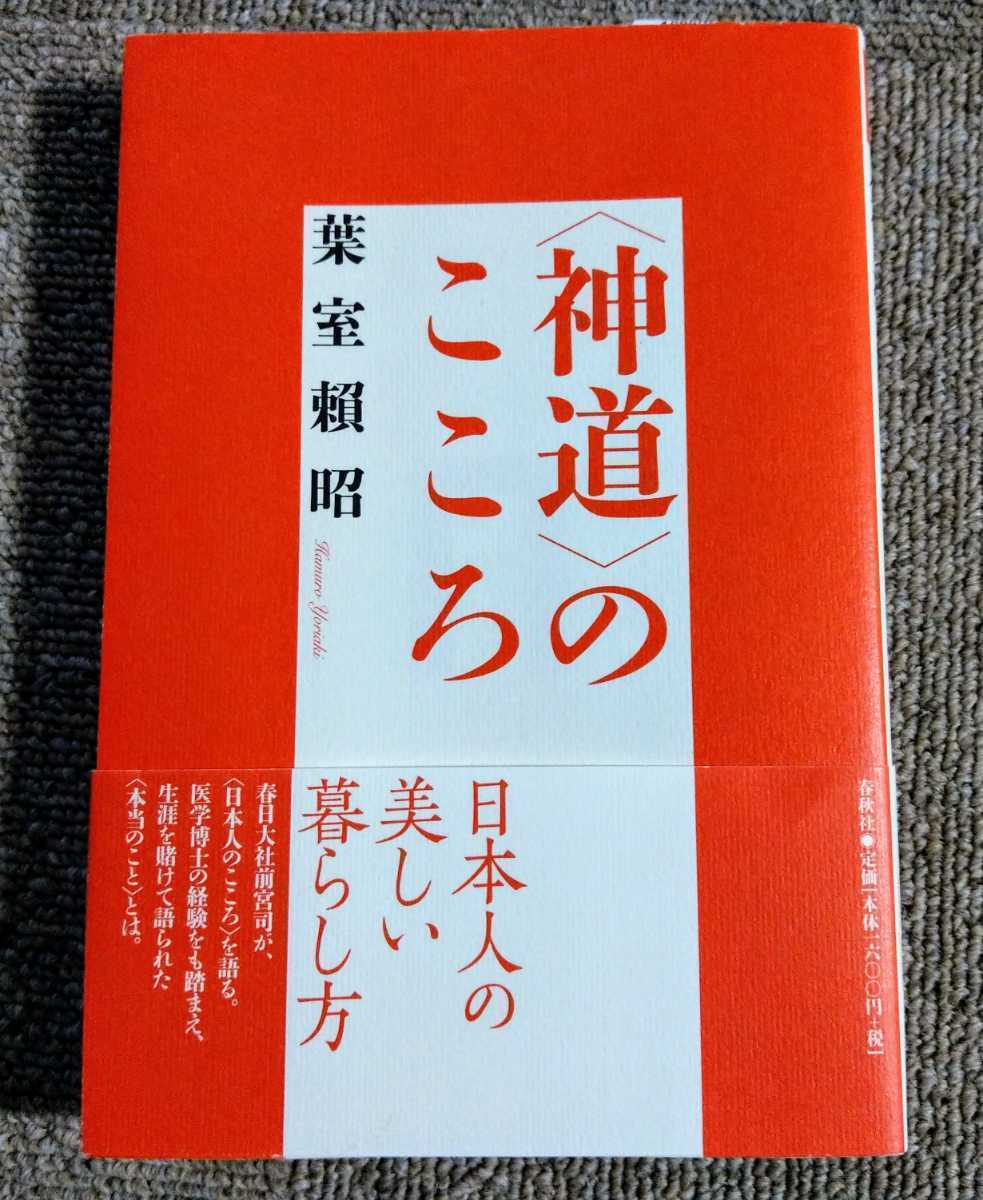 〈神道〉の
こころ
葉室賴昭
Hamuro Yoriaki
日本人の
美しい
暮らし方
春日大社前宮司が、
〈日本人のこころ〉を語る。
医学博士の経験をも踏まえ、
生涯を賭けて語られた
〈本当のこと〉とは。
春秋社●定価[本体一六〇〇円+税]